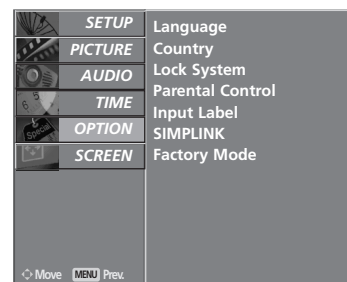 SETUP
PICTURE
AUDIO
TIME
OPTION
SCREEN
Language
Country
Lock System
Parental Control
Input Label
SIMPLINK
Factory Mode
Special
Move MENU Prev.